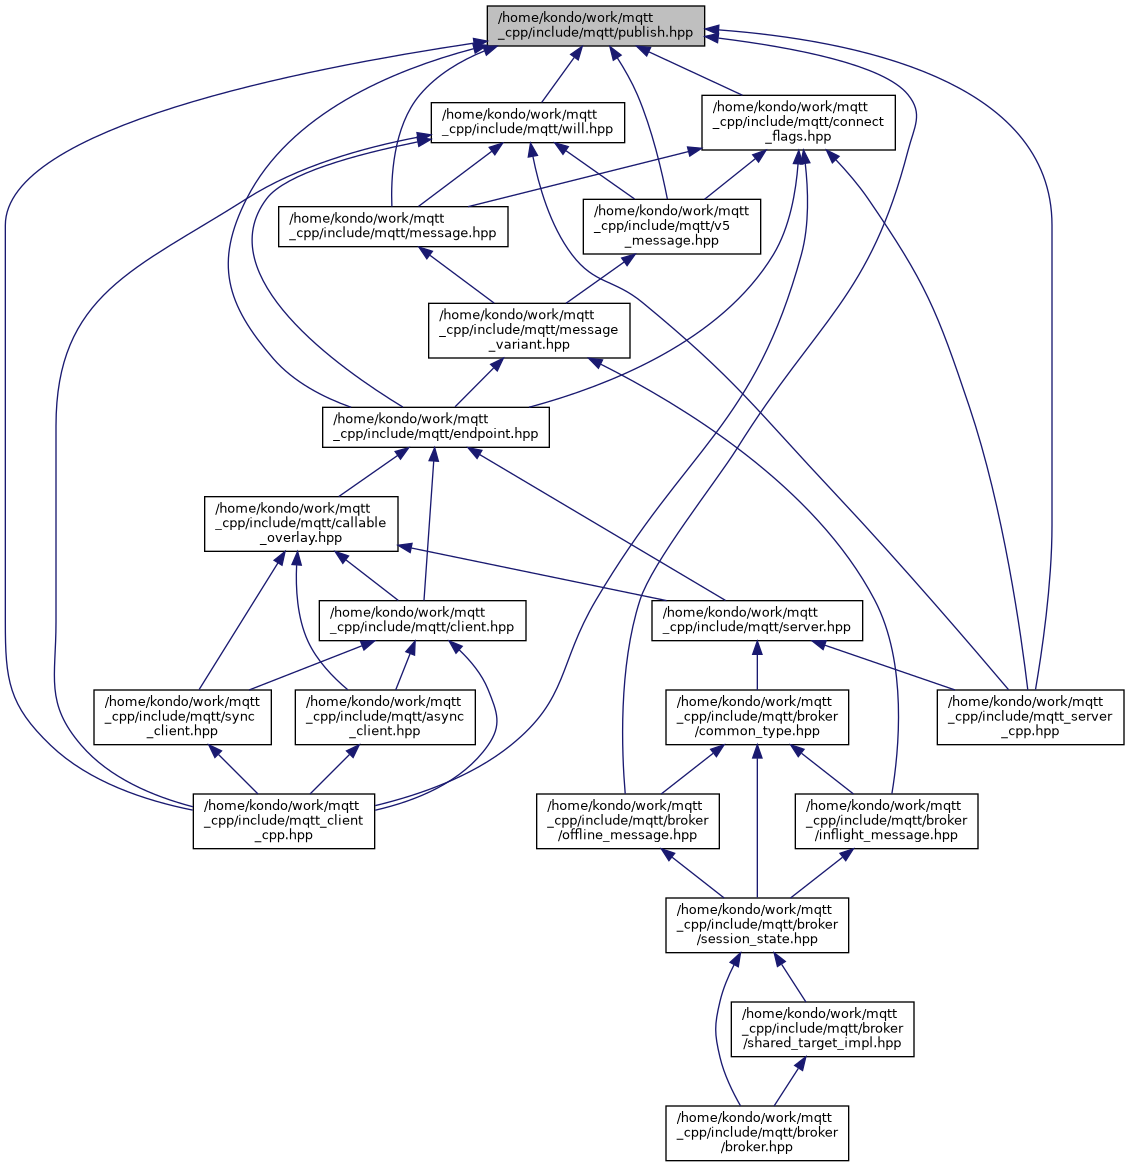 /home/kondo/work/mqtt
_cpp/include/mqtt/publish.hpp
/home/kondo/work/mqtt
_cpp/include/mqtt/will.hpp
/home/kondo/work/mqtt
_cpp/include/mqtt/connect
_flags.hpp
/home/kondo/work/mqtt
_cpp/include/mqtt/message.hpp
/home/kondo/work/mqtt
_cpp/include/mqtt/v5
_message.hpp
/home/kondo/work/mqtt
_cpp/include/mqtt/message
_variant.hpp
/home/kondo/work/mqtt
_cpp/include/mqtt/endpoint.hpp
/home/kondo/work/mqtt
_cpp/include/mqtt/callable
_overlay.hpp
/home/kondo/work/mqtt
_cpp/include/mqtt/client.hpp
/home/kondo/work/mqtt
_cpp/include/mqtt/server.hpp
/home/kondo/work/mqtt
_cpp/include/mqtt/sync
_client.hpp
/home/kondo/work/mqtt
_cpp/include/mqtt/async
_client.hpp
/home/kondo/work/mqtt
_cpp/include/mqtt/broker
/common_type.hpp
/home/kondo/work/mqtt
_cpp/include/mqtt_server
_cpp.hpp
/home/kondo/work/mqtt
_cpp/include/mqtt_client
_cpp.hpp
/home/kondo/work/mqtt
_cpp/include/mqtt/broker
/offline_message.hpp
/home/kondo/work/mqtt
_cpp/include/mqtt/broker
/inflight_message.hpp
/home/kondo/work/mqtt
_cpp/include/mqtt/broker
/session_state.hpp
/home/kondo/work/mqtt
_cpp/include/mqtt/broker
/shared_target_impl.hpp
/home/kondo/work/mqtt
_cpp/include/mqtt/broker
/broker.hpp